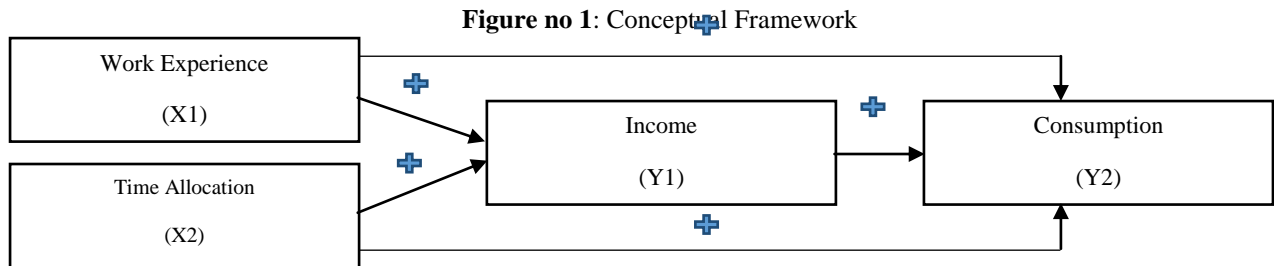 Figure no 1: Conceptual Framework
Work Experience
(X1)
Time Allocation
(X2)
Income
(Y1)
Consumption
(Y2)